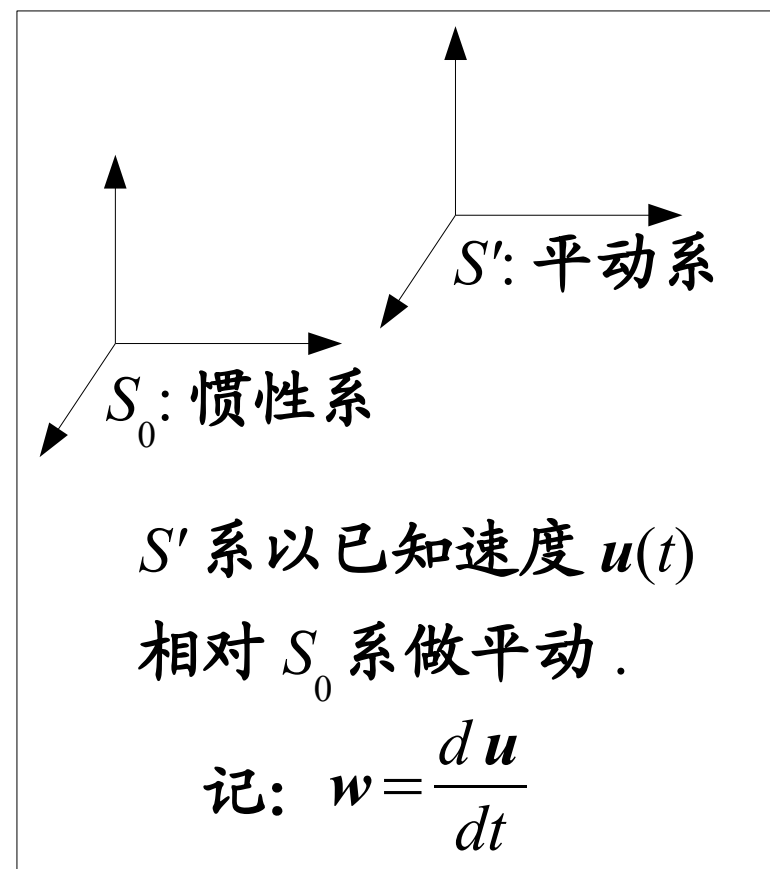 S′: 平动系
S₀: 惯性系
S′ 系以已知速度 u(t)
相对 S₀ 系做平动 .
记: w = du/dt